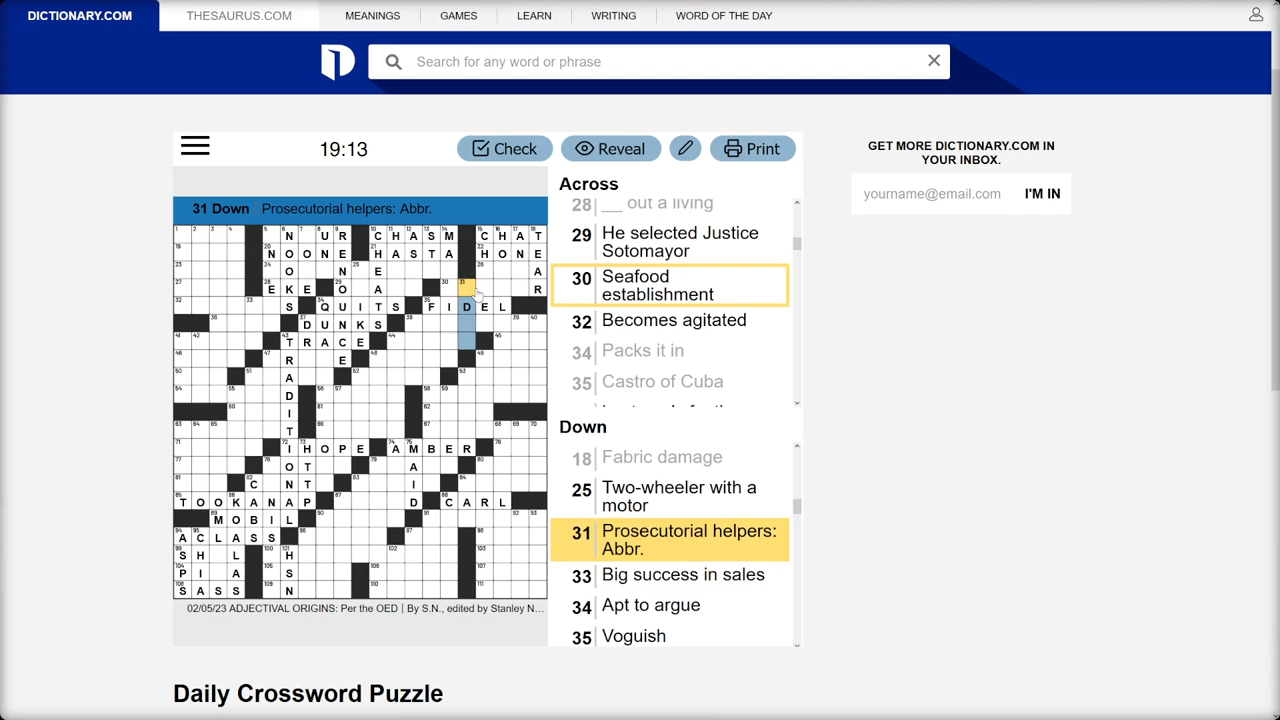 DICTIONARY.COM
THESAURUS.COM
MEANINGS
GAMES
LEARN
WRITING
WORD OF THE DAY
Search for any word or phrase
19:13
Check
Reveal
Print
GET MORE DICTIONARY.COM IN
YOUR INBOX.
yourname@email.com
I'M IN
31 Down Prosecutorial helpers: Abbr.
Across
28 __ out a living
29 He selected Justice
Sotomayor
30 Seafood
establishment
32 Becomes agitated
34 Packs it in
35 Castro of Cuba
Down
18 Fabric damage
25 Two-wheeler with a
motor
31 Prosecutorial helpers:
Abbr.
33 Big success in sales
34 Apt to argue
35 Voguish
N U R C H A S M C H A T
N O O N E H A S T A H O N E
O N E A
E K E O A R
S Q U I T S F I D E L
D U N K S
T R A C E
R E
A
D
I
T
I H O P E A M B E R
O T A
C N T I
T O O K A N A P D C A R L
M O B I L
A C L A S S
S H L H
P I A S
S A S S N
02/05/23 ADJECTIVAL ORIGINS: Per the OED | By S.N., edited by Stanley N...
Daily Crossword Puzzle